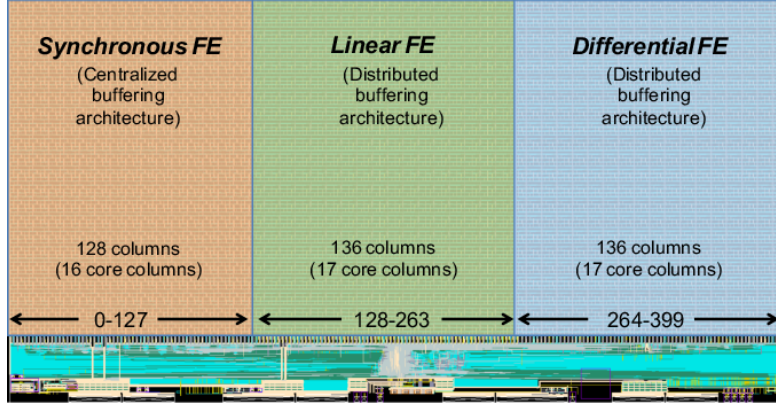 Synchronous FE
(Centralized
buffering
architecture)
128 columns
(16 core columns)
0-127
Linear FE
(Distributed
buffering
architecture)
136 columns
(17 core columns)
128-263
Differential FE
(Distributed
buffering
architecture)
136 columns
(17 core columns)
264-399